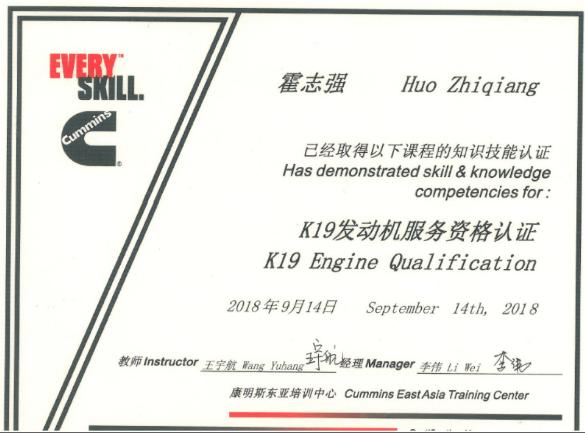 EVERY™
SKILL.
Cummins®
霍志强 Huo Zhiqiang
已经取得以下课程的知识技能认证
Has demonstrated skill & knowledge
competencies for :
K19发动机服务资格认证
K19 Engine Qualification
2018年9月14日 September 14th, 2018
教师 Instructor 王宇航 Wang Yuhang 经理 Manager 李伟 Li Wei
康明斯东亚培训中心 Cummins East Asia Training Center